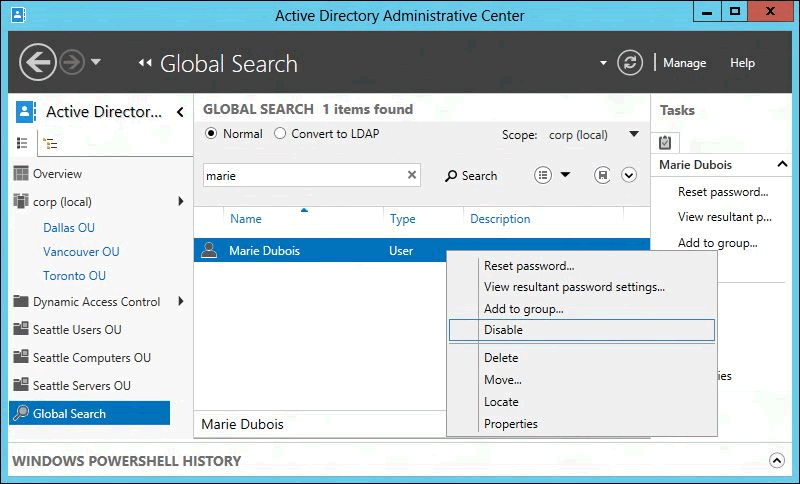 Active Directory Administrative Center
Global Search
Manage Help
Active Director...
Overview
corp (local)
Dallas OU
Vancouver OU
Toronto OU
Dynamic Access Control
Seattle Users OU
Seattle Computers OU
Seattle Servers OU
Global Search
GLOBAL SEARCH 1 items found
Normal Convert to LDAP Scope: corp (local)
marie Search
Name Type Description
Marie Dubois User
Reset password...
View resultant password settings...
Add to group...
Disable
Delete
Move...
Locate
Properties
Marie Dubois
Tasks
Marie Dubois
Reset password...
View resultant p...
Add to group...
ies
WINDOWS POWERSHELL HISTORY